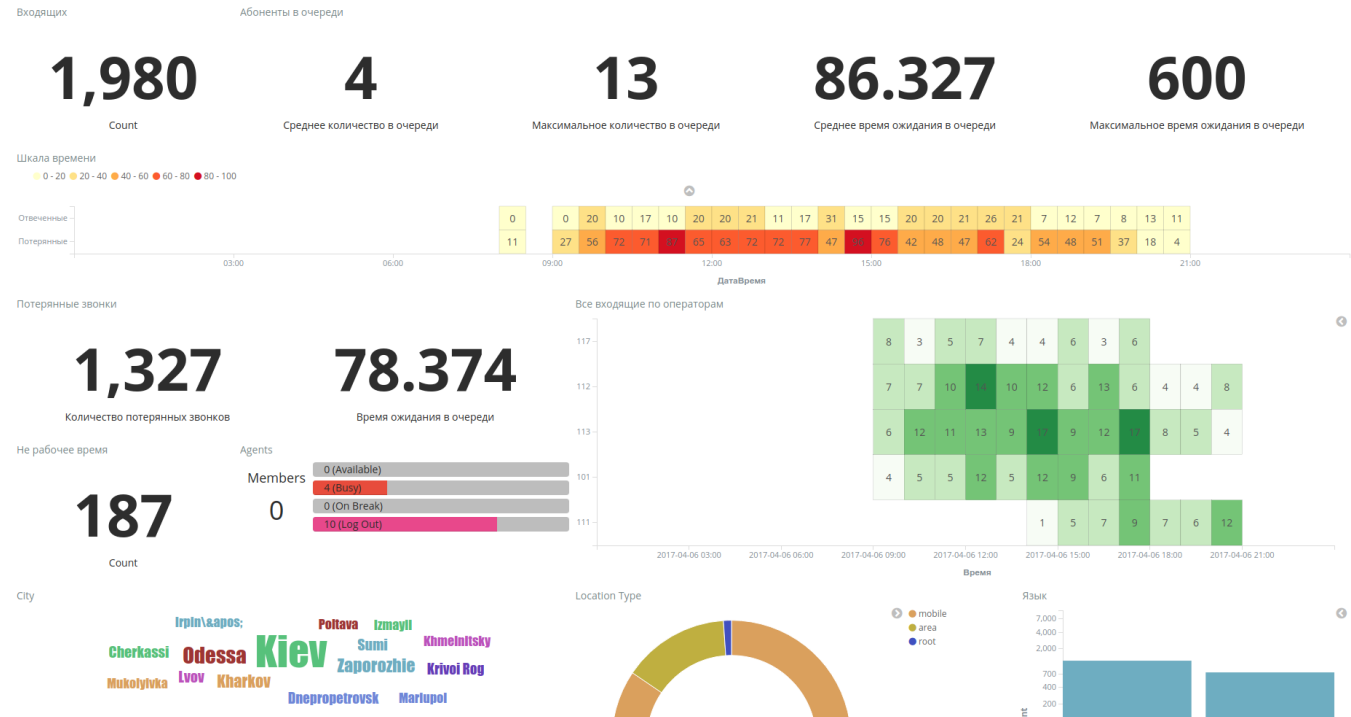 Входящих
Абоненты в очереди
1,980
4
13
86.327
600
Count
Среднее количество в очереди
Максимальное количество в очереди
Среднее время ожидания в очереди
Максимальное время ожидания в очереди
Шкала времени
0 - 20 20 - 40 40 - 60 60 - 80 80 - 100
Отвеченные 0 0 20 10 17 10 20 20 21 11 17 31 15 15 20 20 21 26 21 7 12 7 8 13 11
Потерянные 11 27 56 72 71 65 63 72 72 77 47 76 42 48 47 62 24 54 48 51 37 18 4
03:00 06:00 09:00 12:00 15:00 18:00 21:00
ДатаВремя
Потерянные звонки
1,327
78.374
Количество потерянных звонков
Время ожидания в очереди
Все входящие по операторам
117 8 3 5 7 4 4 6 3 6
112 7 7 10 10 12 6 13 6 4 4 8
113 6 12 11 13 9 17 9 12 17 8 5 4
101 4 5 5 12 5 12 9 6 11
111 1 5 7 9 7 6 12
2017-04-06 03:00 2017-04-06 06:00 2017-04-06 09:00 2017-04-06 12:00 2017-04-06 15:00 2017-04-06 18:00 2017-04-06 21:00
Время
Не рабочее время
187
Count
Agents
Members
0
0 (Available)
4 (Busy)
0 (On Break)
10 (Log Out)
City
Irpin\&apos;
Poltava
Izmayil
Cherkassi
Odessa
Kiev
Sumi
Khmelnitsky
Zaporozhie
Krivoi Rog
Mukolyivka
Lvov
Kharkov
Dnepropetrovsk
Mariupol
Location Type
mobile
area
root
Язык
7,000
4,000
2,000
700
400
200